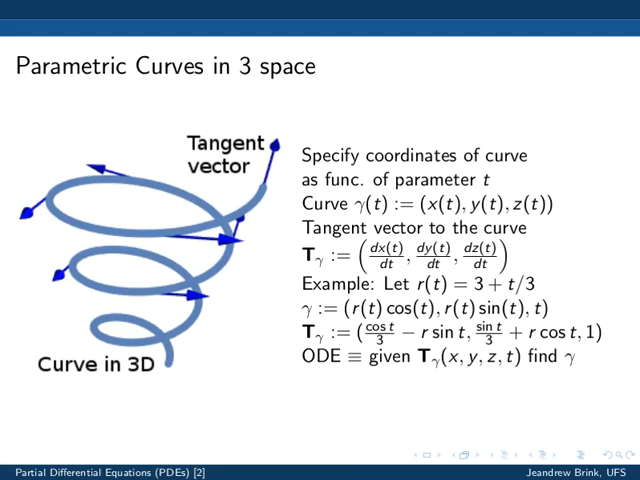 Parametric Curves in 3 space
Tangent
vector
Curve in 3D
Specify coordinates of curve
as func. of parameter t
Curve γ(t) := (x(t), y(t), z(t))
Tangent vector to the curve
T_γ := (dx(t)/dt, dy(t)/dt, dz(t)/dt)
Example: Let r(t) = 3 + t/3
γ := (r(t) cos(t), r(t) sin(t), t)
T_γ := (cos t/3 − r sin t, sin t/3 + r cos t, 1)
ODE ≡ given T_γ(x, y, z, t) find γ
Partial Differential Equations (PDEs) [2]
Jeandrew Brink, UFS